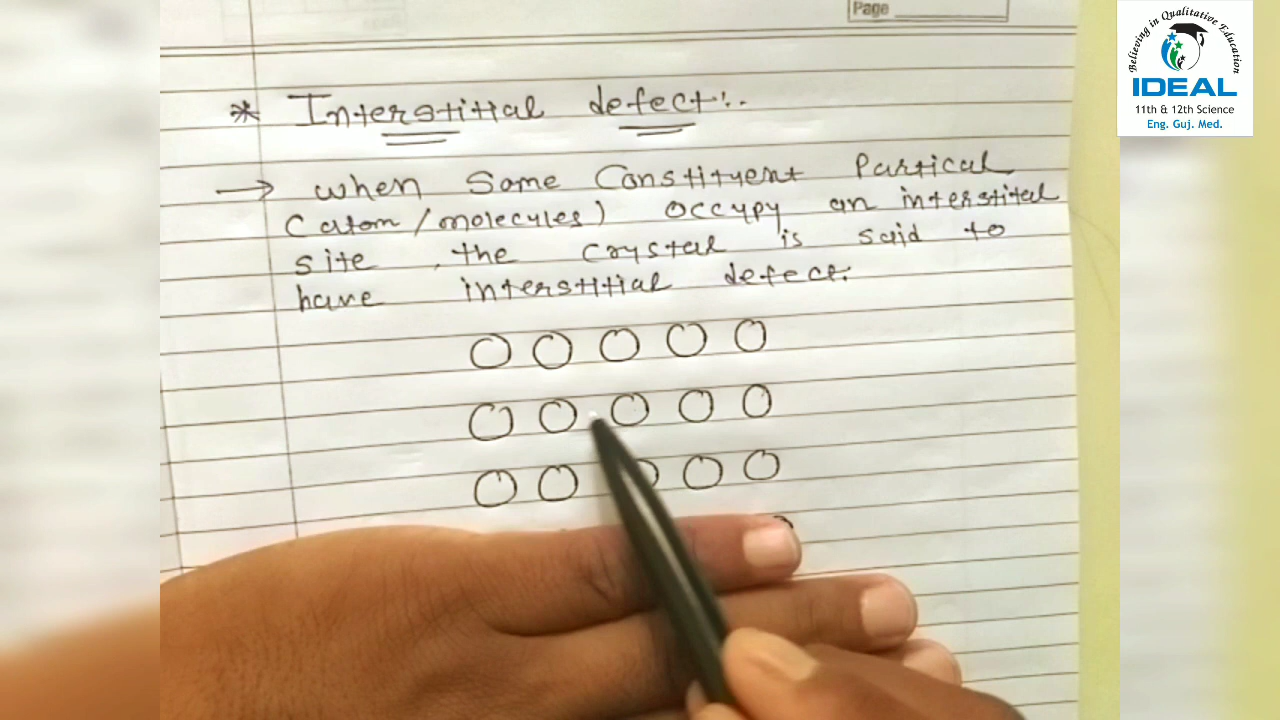 Page
Believing in Qualitative Education
IDEAL
11th & 12th Science
Eng. Guj. Med.
* Interstitial defect:.
→ When Some Constituent Partical
(atom/molecules) occupy an interstital
site, the crystal is said to
have interstitial defect.